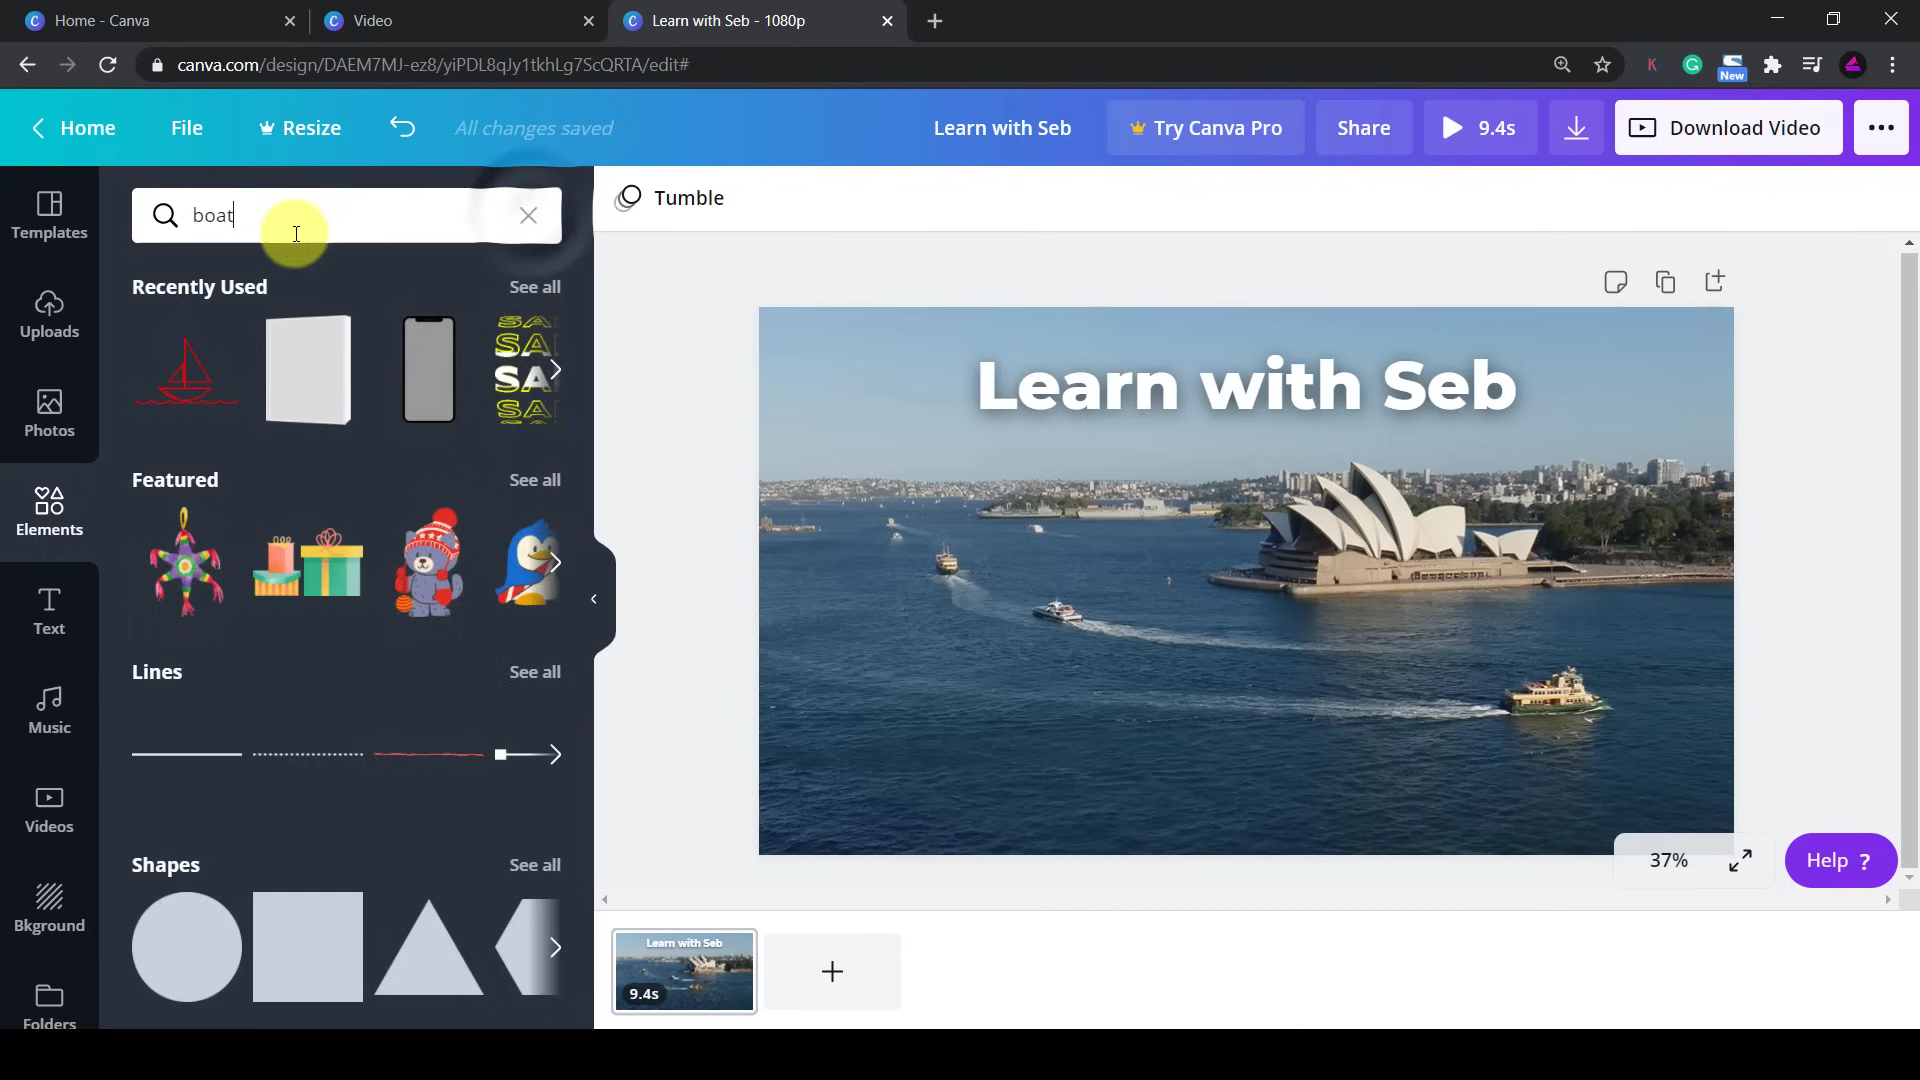 Home - Canva
Video
Learn with Seb - 1080p
canva.com/design/DAEM7MJ-ez8/yiPDL8qJy1tkhLg7ScQRTA/edit#
K
G
New
Home
File
Resize
All changes saved
Learn with Seb
Try Canva Pro
Share
9.4s
Download Video
Templates
Uploads
Photos
Elements
Text
Music
Videos
Bkground
Folders
boat
Recently Used
See all
Featured
See all
Lines
See all
Shapes
See all
Tumble
Learn with Seb
37%
Help ?
Learn with Seb
9.4s